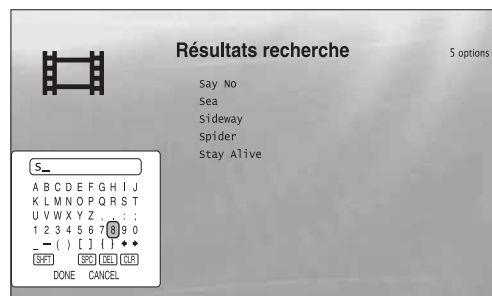 Résultats recherche
5 options
Say No
Sea
Sideway
Spider
Stay Alive
S_
A B C D E F G H I J
K L M N O P Q R S T
U V W X Y Z , . : ;
1 2 3 4 5 6 7 8 9 0
_ – ( ) [ ] { }
SHFT SPC DEL CLR
DONE CANCEL